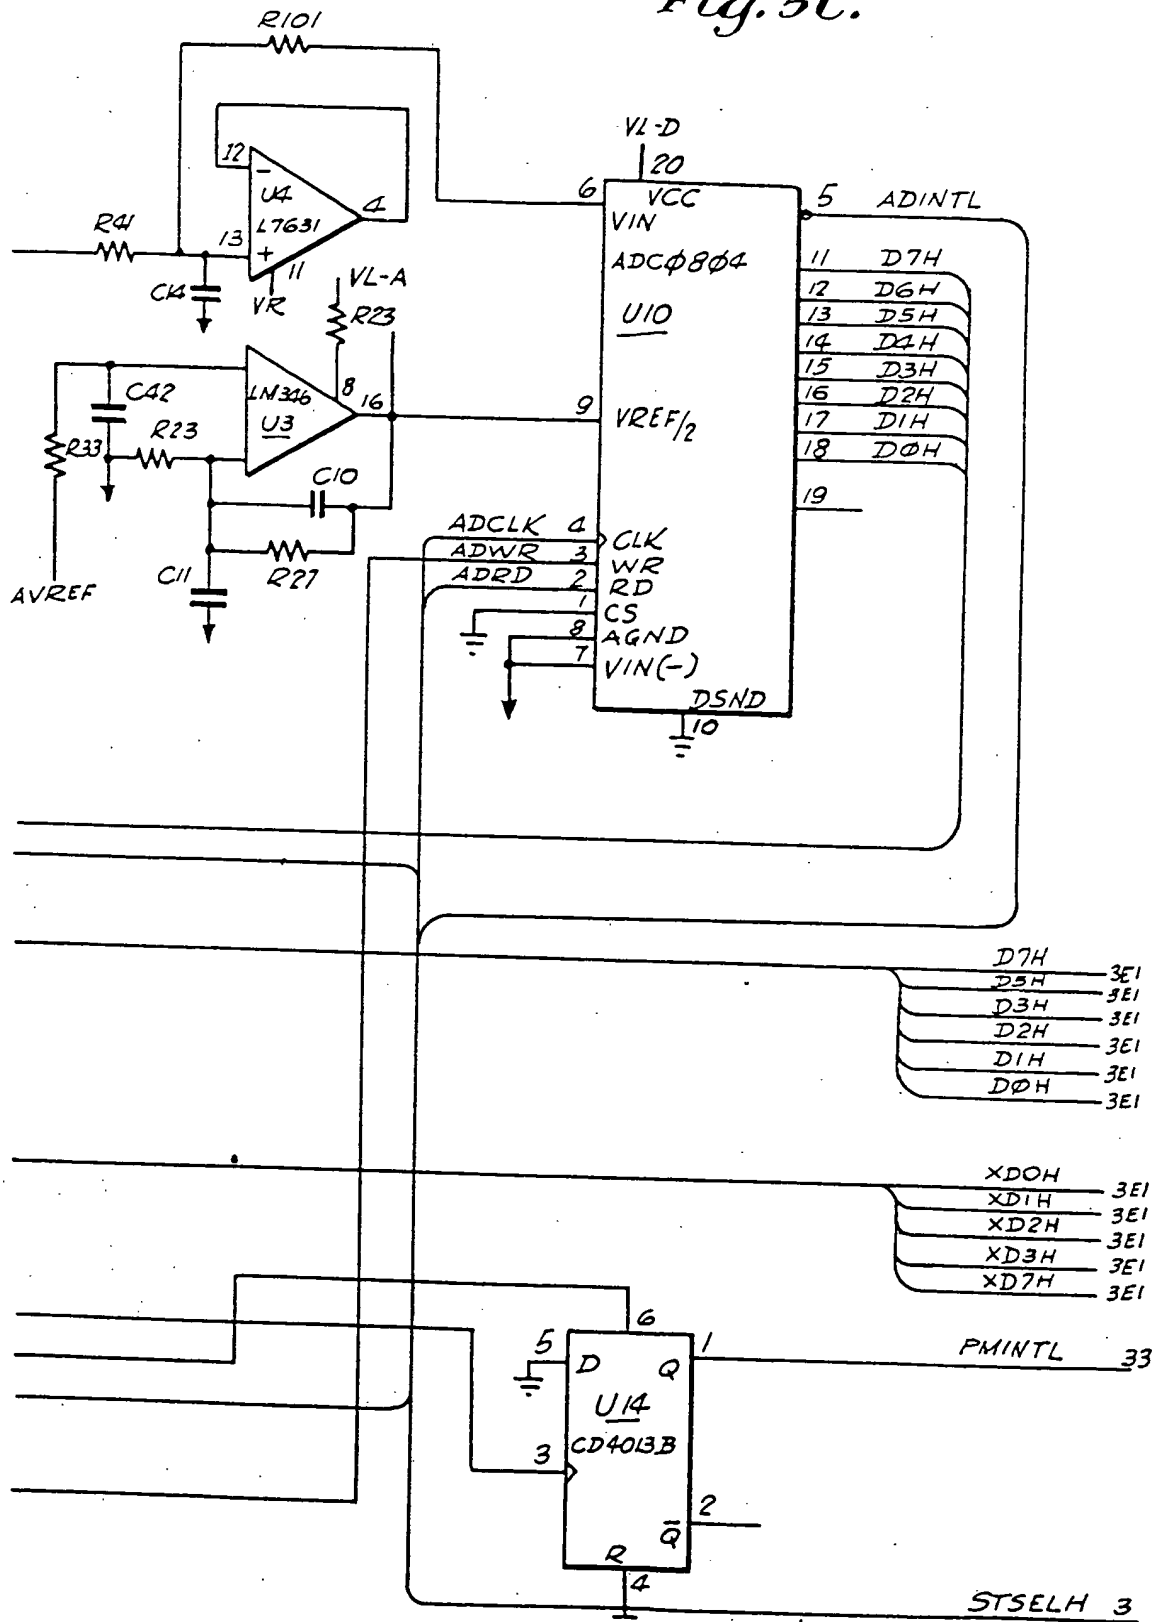 Fig. 3C.
R101
VL-D
12
-
U4
L7631
4
20
6
VCC
5
ADINTL
VIN
R41
13
+
11
C14
VR
VL-A
R23
ADCØ8Ø4
U10
11 D7H
12 D6H
13 D5H
14 D4H
15 D3H
16 D2H
17 D1H
18 DØH
19
C42
LM346
U3
8
16
9
VREF/2
R33
R23
C10
R27
C11
AVREF
ADCLK 4 CLK
ADWR 3 WR
ADRD 2 RD
1 CS
8 AGND
7 VIN(-)
DSND
10
D7H 3E1
D5H 3E1
D3H 3E1
D2H 3E1
D1H 3E1
DØH 3E1
XD0H 3E1
XD1H 3E1
XD2H 3E1
XD3H 3E1
XD7H 3E1
6
5
D
Q
1
PMINTL 33
U14
CD4013B
3
2
Q̅
R
4
STSELH 3